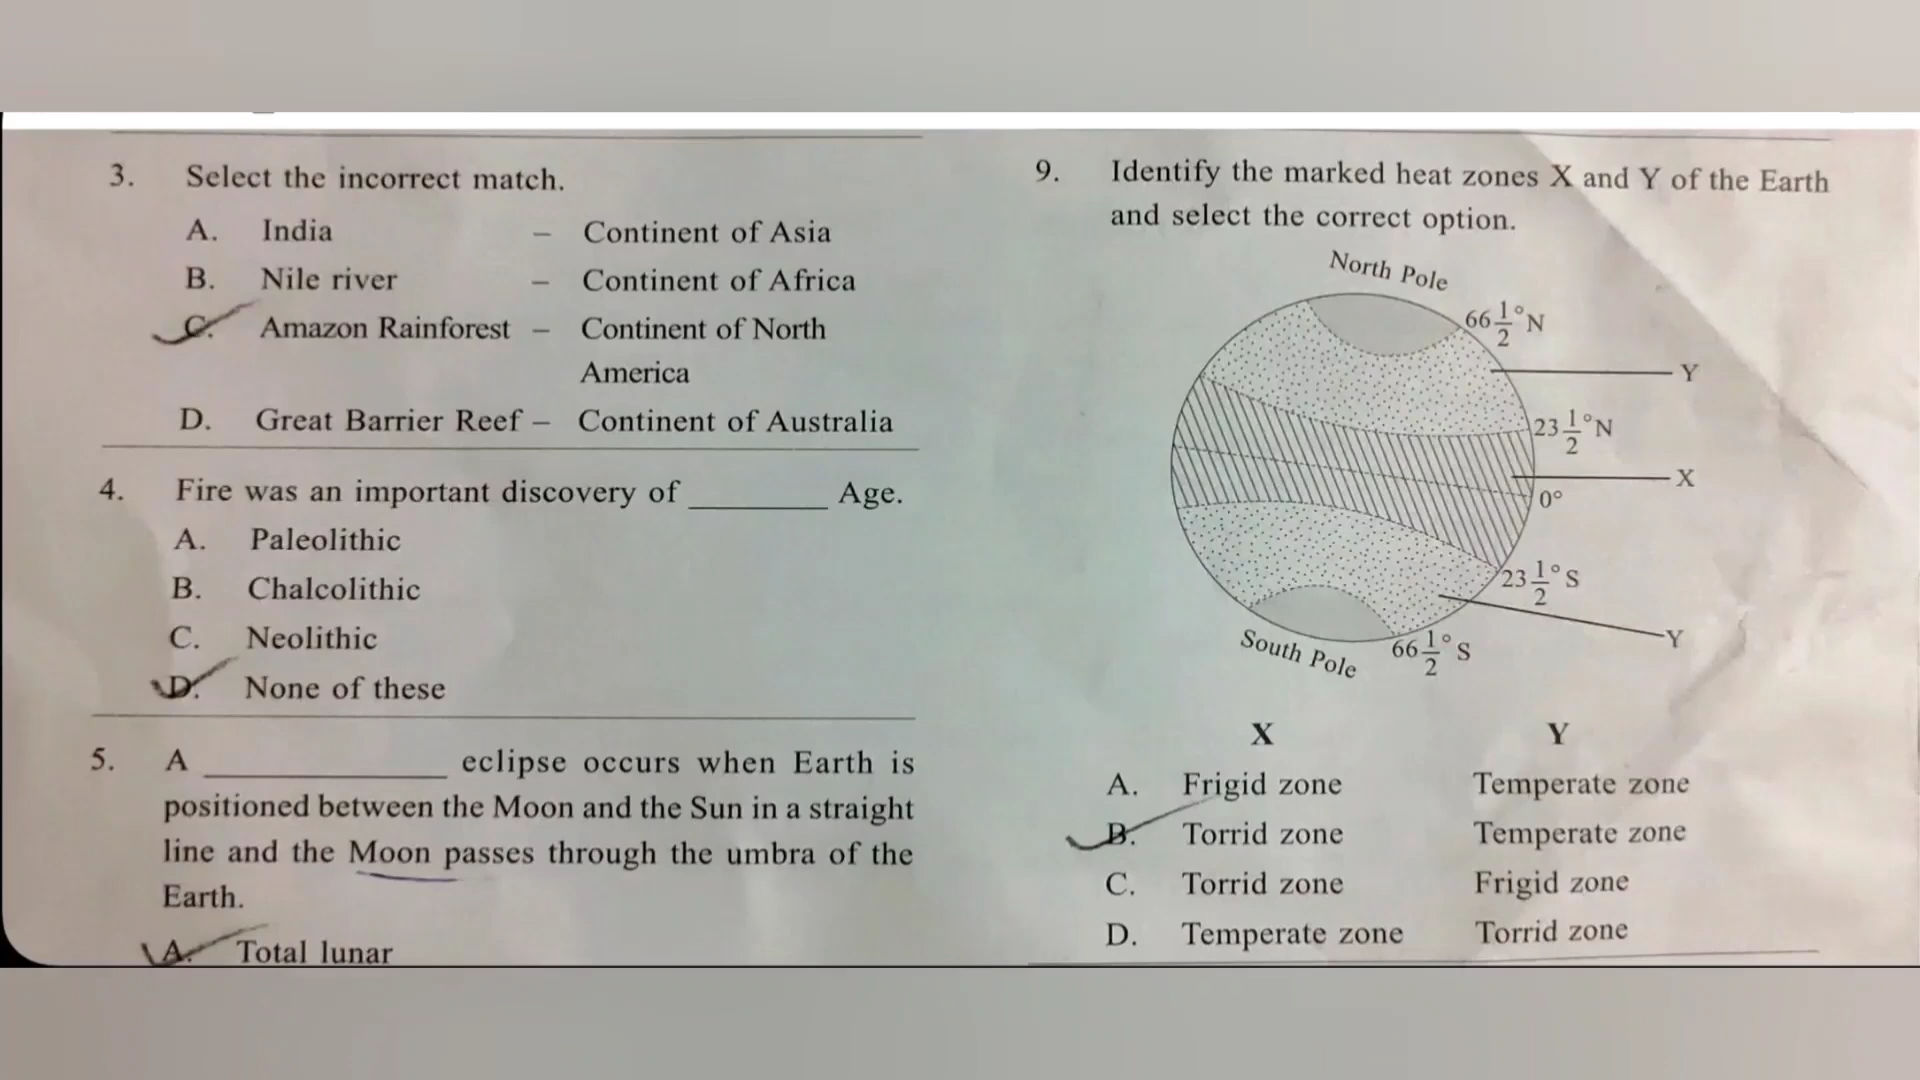 3. Select the incorrect match.
A. India – Continent of Asia
B. Nile river – Continent of Africa
C. Amazon Rainforest – Continent of North
America
D. Great Barrier Reef – Continent of Australia
4. Fire was an important discovery of ________ Age.
A. Paleolithic
B. Chalcolithic
C. Neolithic
D. None of these
5. A ______________ eclipse occurs when Earth is
positioned between the Moon and the Sun in a straight
line and the Moon passes through the umbra of the
Earth.
A. Total lunar
9. Identify the marked heat zones X and Y of the Earth
and select the correct option.
North Pole
66 1/2° N
Y
23 1/2° N
X
0°
23 1/2° S
Y
66 1/2° S
South Pole
X Y
A. Frigid zone Temperate zone
B. Torrid zone Temperate zone
C. Torrid zone Frigid zone
D. Temperate zone Torrid zone